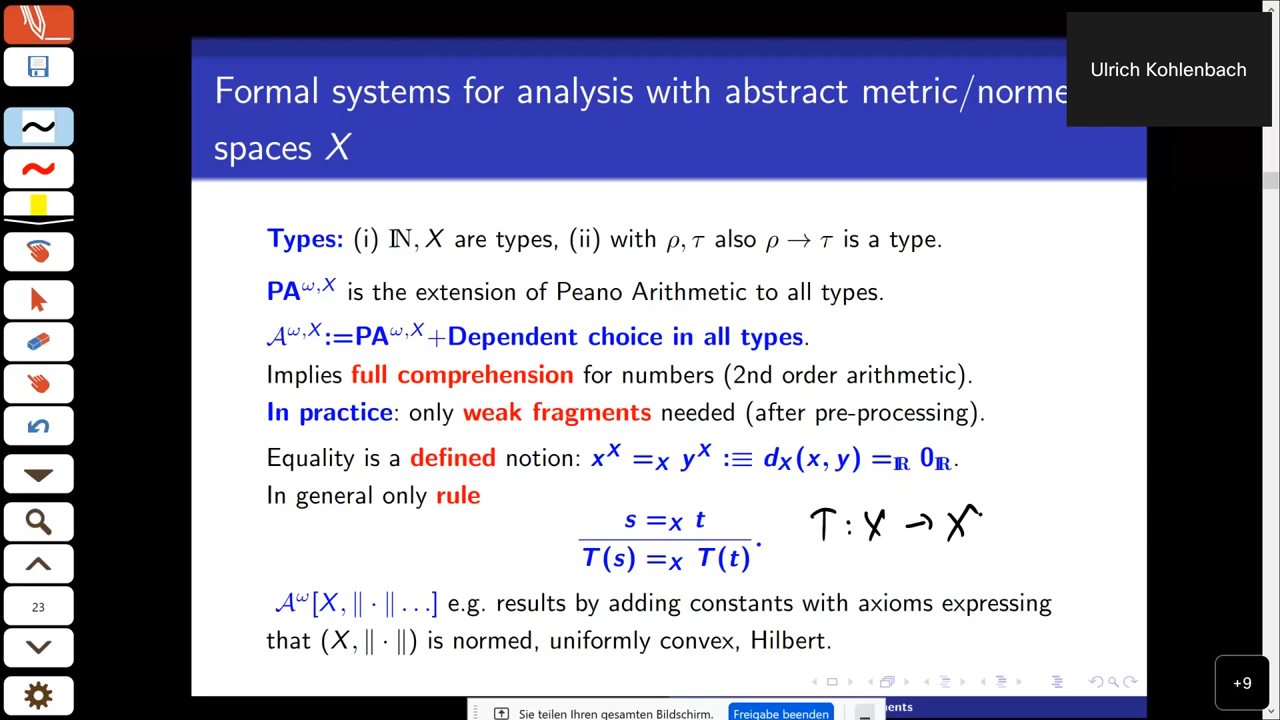 Ulrich Kohlenbach
Formal systems for analysis with abstract metric/norme
spaces X
Types: (i) ℕ, X are types, (ii) with ρ, τ also ρ → τ is a type.
PA^{ω,X} is the extension of Peano Arithmetic to all types.
𝒜^{ω,X}:=PA^{ω,X}+Dependent choice in all types.
Implies full comprehension for numbers (2nd order arithmetic).
In practice: only weak fragments needed (after pre-processing).
Equality is a defined notion: x^X =_X y^X :≡ d_X(x, y) =_ℝ 0_ℝ.
In general only rule
s =_X t
T(s) =_X T(t)
.
T : X → X
𝒜^ω[X, ‖ · ‖ …] e.g. results by adding constants with axioms expressing
that (X, ‖ · ‖) is normed, uniformly convex, Hilbert.
23
+9
Sie teilen Ihren gesamten Bildschirm.
Freigabe beenden
ments